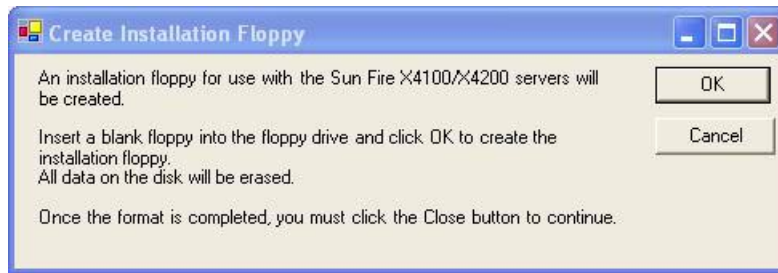 Create Installation Floppy
An installation floppy for use with the Sun Fire X4100/X4200 servers will
be created.
Insert a blank floppy into the floppy drive and click OK to create the
installation floppy.
All data on the disk will be erased.
Once the format is completed, you must click the Close button to continue.
OK
Cancel